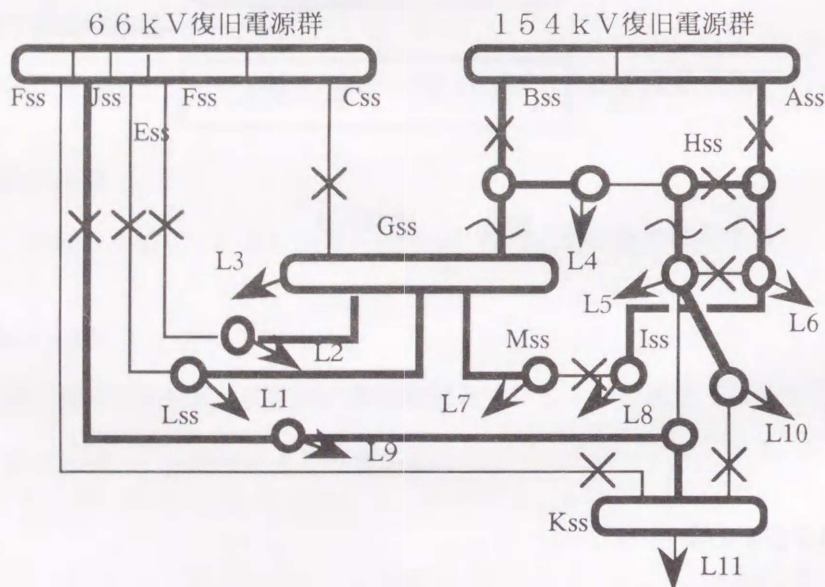 ６６ｋＶ復旧電源群
１５４ｋＶ復旧電源群
Fss
Jss
Ess
Fss
Css
Bss
Ass
Hss
Gss
L3
L4
L5
L6
L2
Mss
Iss
Lss
L1
L7
L8
L9
L10
Kss
L11